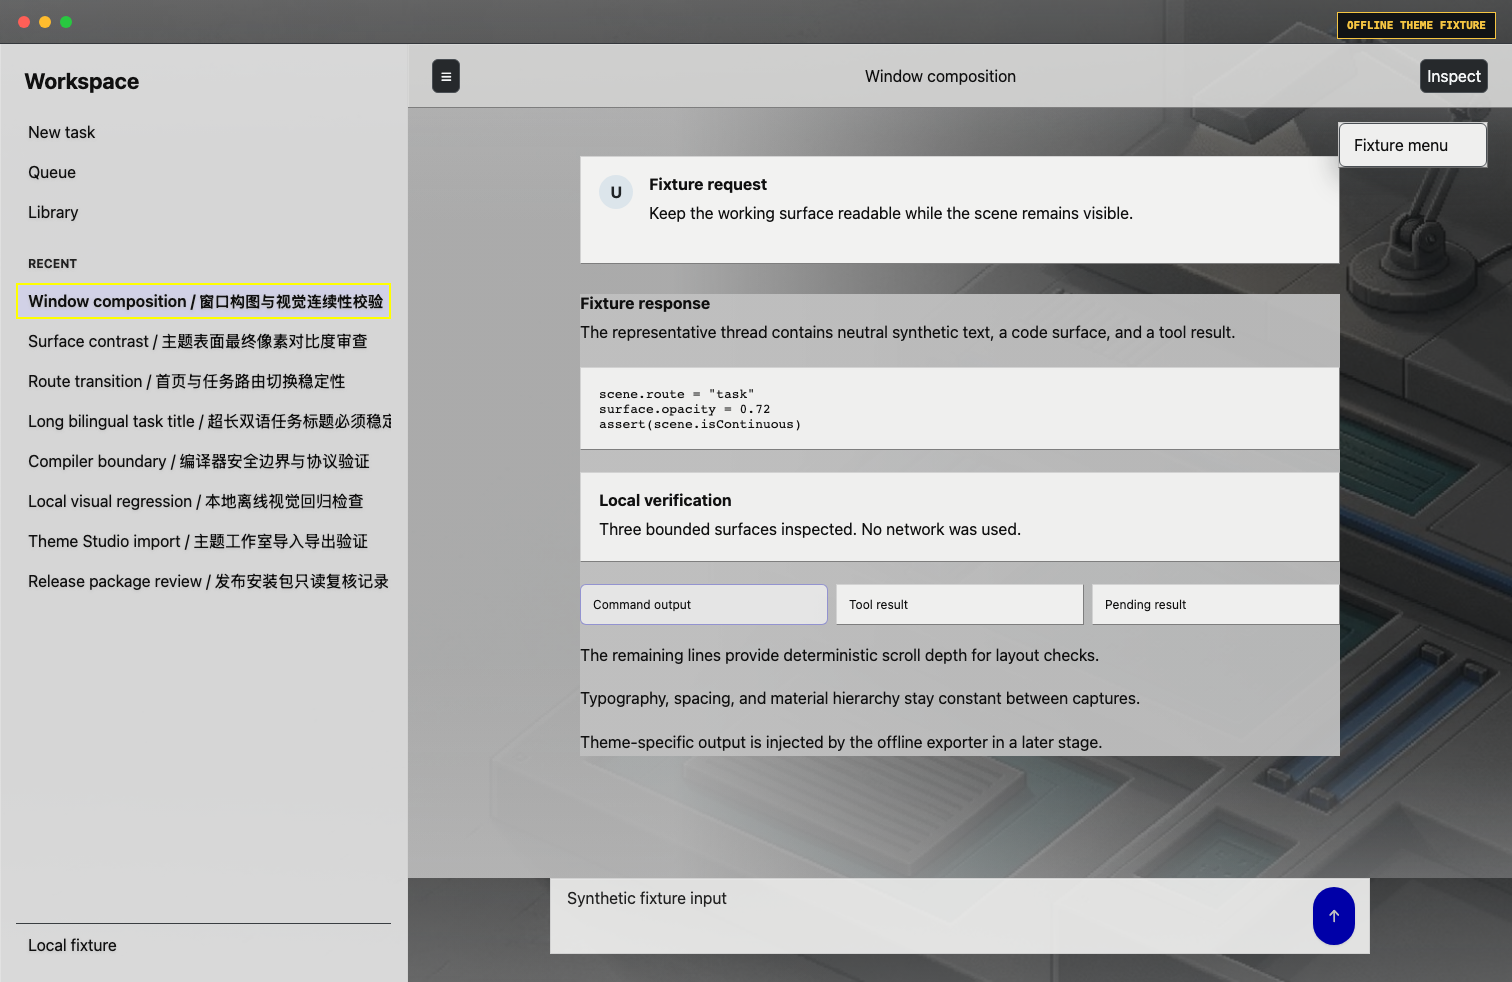 OFFLINE THEME FIXTURE
Workspace
New task
Queue
Library
RECENT
Window composition / 窗口构图与视觉连续性校验
Surface contrast / 主题表面最终像素对比度审查
Route transition / 首页与任务路由切换稳定性
Long bilingual task title / 超长双语任务标题必须稳定
Compiler boundary / 编译器安全边界与协议验证
Local visual regression / 本地离线视觉回归检查
Theme Studio import / 主题工作室导入导出验证
Release package review / 发布安装包只读复核记录
Local fixture
Window composition
Inspect
Fixture menu
U
Fixture request
Keep the working surface readable while the scene remains visible.
Fixture response
The representative thread contains neutral synthetic text, a code surface, and a tool result.
scene.route = "task"
surface.opacity = 0.72
assert(scene.isContinuous)
Local verification
Three bounded surfaces inspected. No network was used.
Command output
Tool result
Pending result
The remaining lines provide deterministic scroll depth for layout checks.
Typography, spacing, and material hierarchy stay constant between captures.
Theme-specific output is injected by the offline exporter in a later stage.
Synthetic fixture input